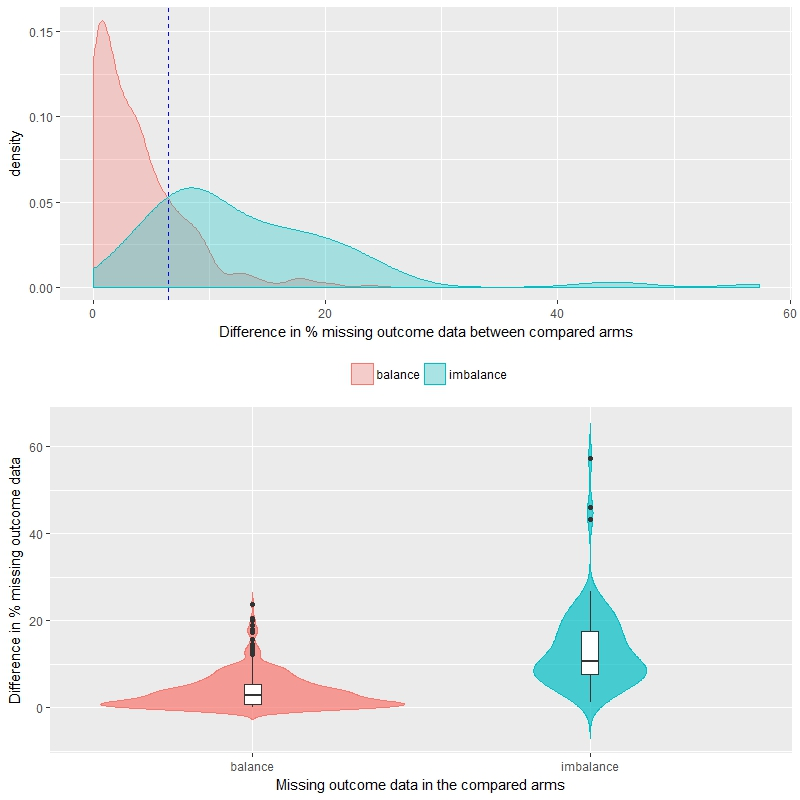 density
0.15
0.10
0.05
0.00
0
20
40
60
Difference in % missing outcome data between compared arms
balance imbalance
Difference in % missing outcome data
60
40
20
0
balance
imbalance
Missing outcome data in the compared arms